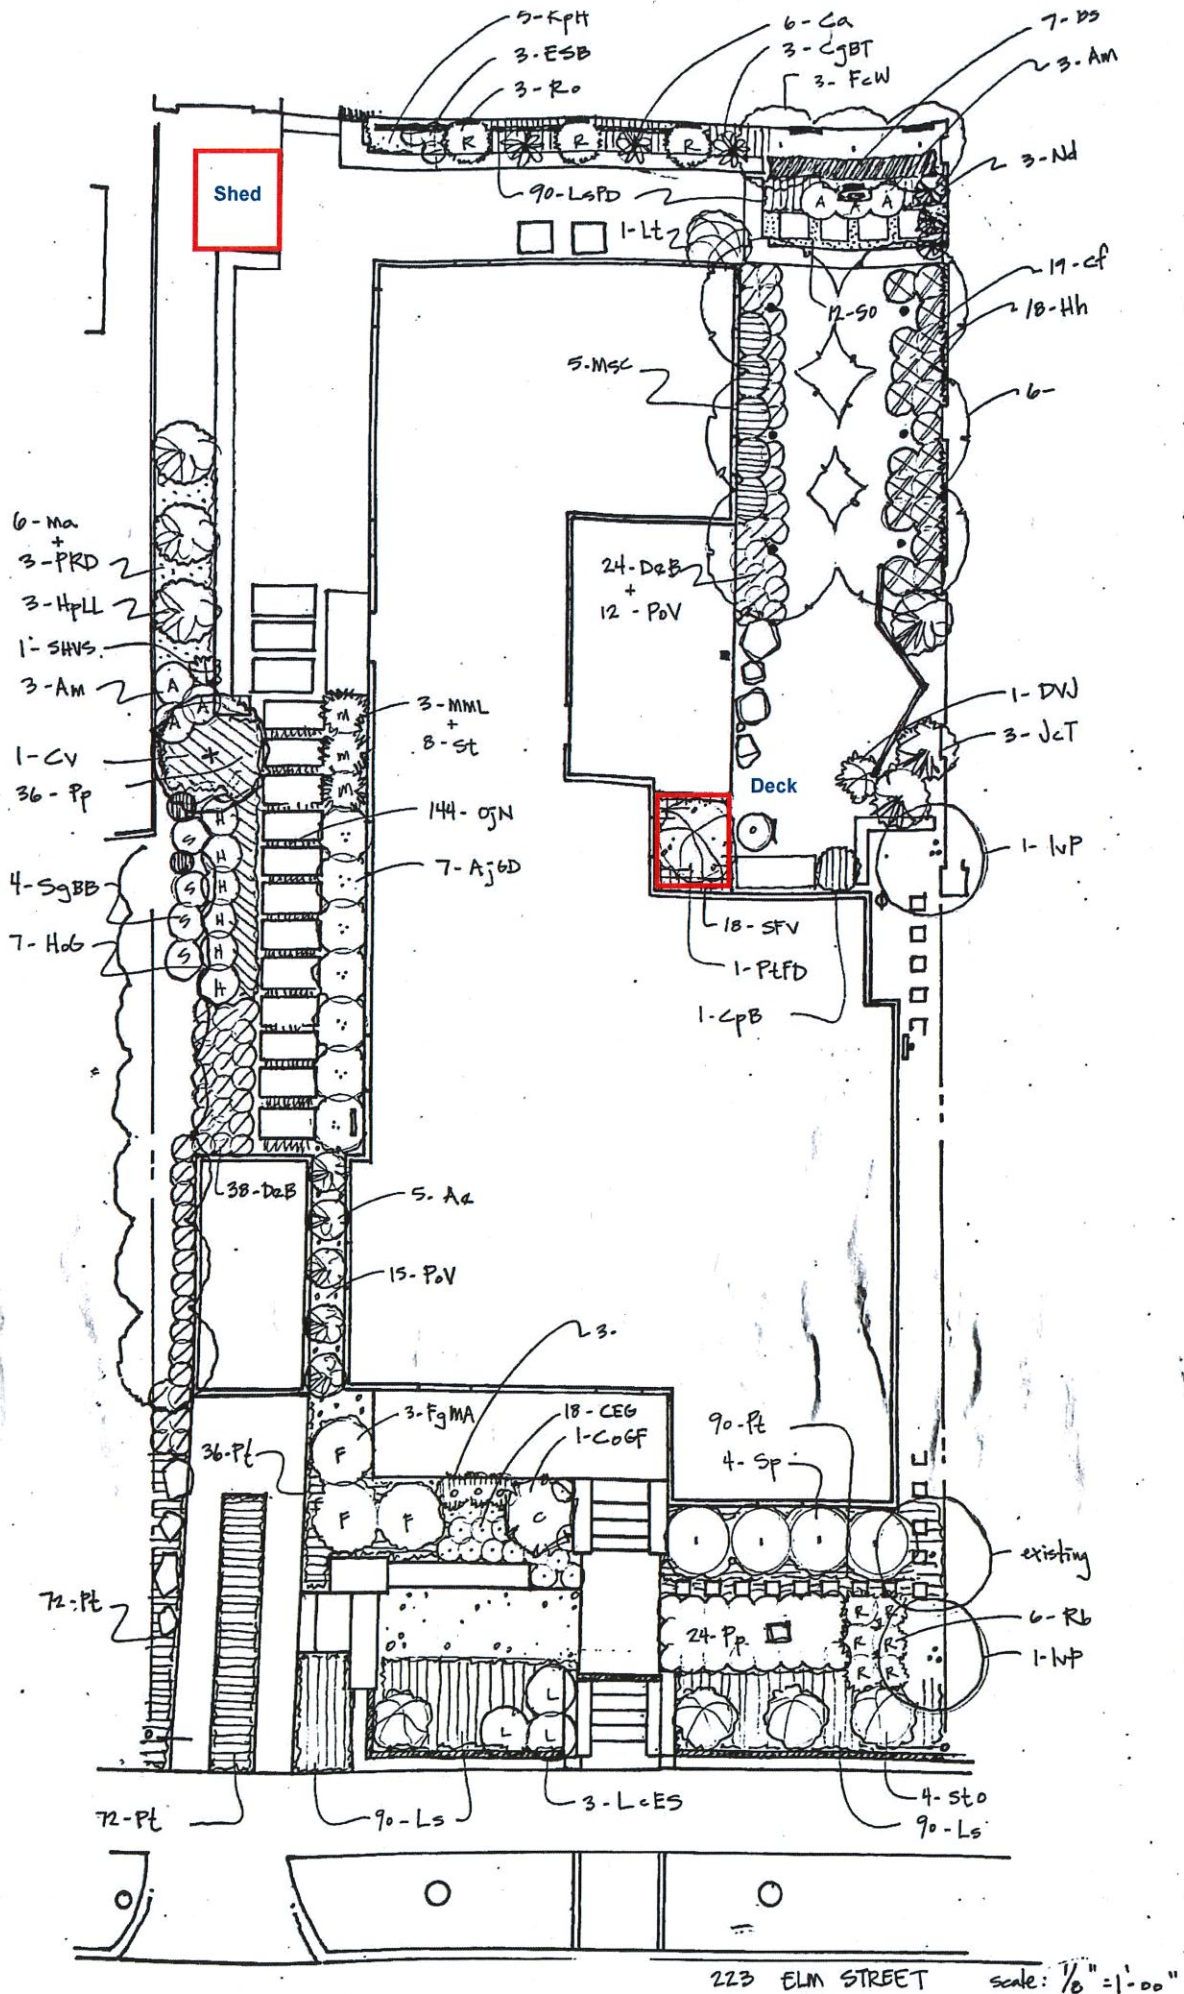 5-KpH
6-Ca
7-Bs
3-ESB
3-CgBT
3-Am
3-Ro
3-FcW
Shed
R
R
R
3-Nd
90-LSPD
A
A
A
1-Lt
19-Cf
12-SO
18-Hh
5-MSC
6-
6-ma
+
3-PRD
24-DeB
+
12-PoV
3-HpLL
1-SHVS
3-Am
A
A
A
3-MmL
+
8-St
M
M
M
1-DVJ
3-JcT
1-Cv
+
36-Pp
Deck
144-OJN
1-IvP
7-AjGD
4-SgBB
7-HoG
S
S
S
S
H
H
H
H
H
H
18-SFV
1-PtFD
1-CpB
38-DeB
5-Ae
15-PoV
3-
3-FgMA
18-CEG
1-CoGF
90-Pt
4-Sp
36-Pt
F
F
F
C
existing
72-Pt
24-Pp
R
R
R
R
R
R
6-Rb
1-IvP
L
L
L
72-Pt
90-Ls
3-LcES
4-Sto
90-Ls
223 ELM STREET
scale: 1/8"=1'-00"